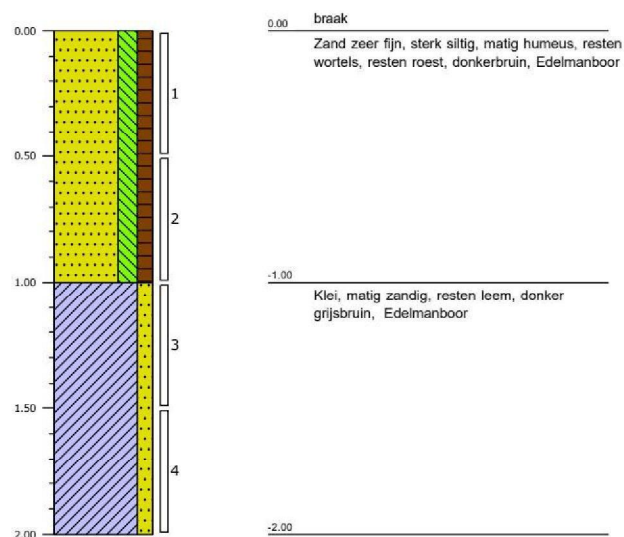 0.00
0.50
1.00
1.50
2.00
1
2
3
4
0.00
braak
Zand zeer fijn, sterk siltig, matig humeus, resten
wortels, resten roest, donkerbruin, Edelmanboor
-1.00
Klei, matig zandig, resten leem, donker
grijsbruin, Edelmanboor
-2.00